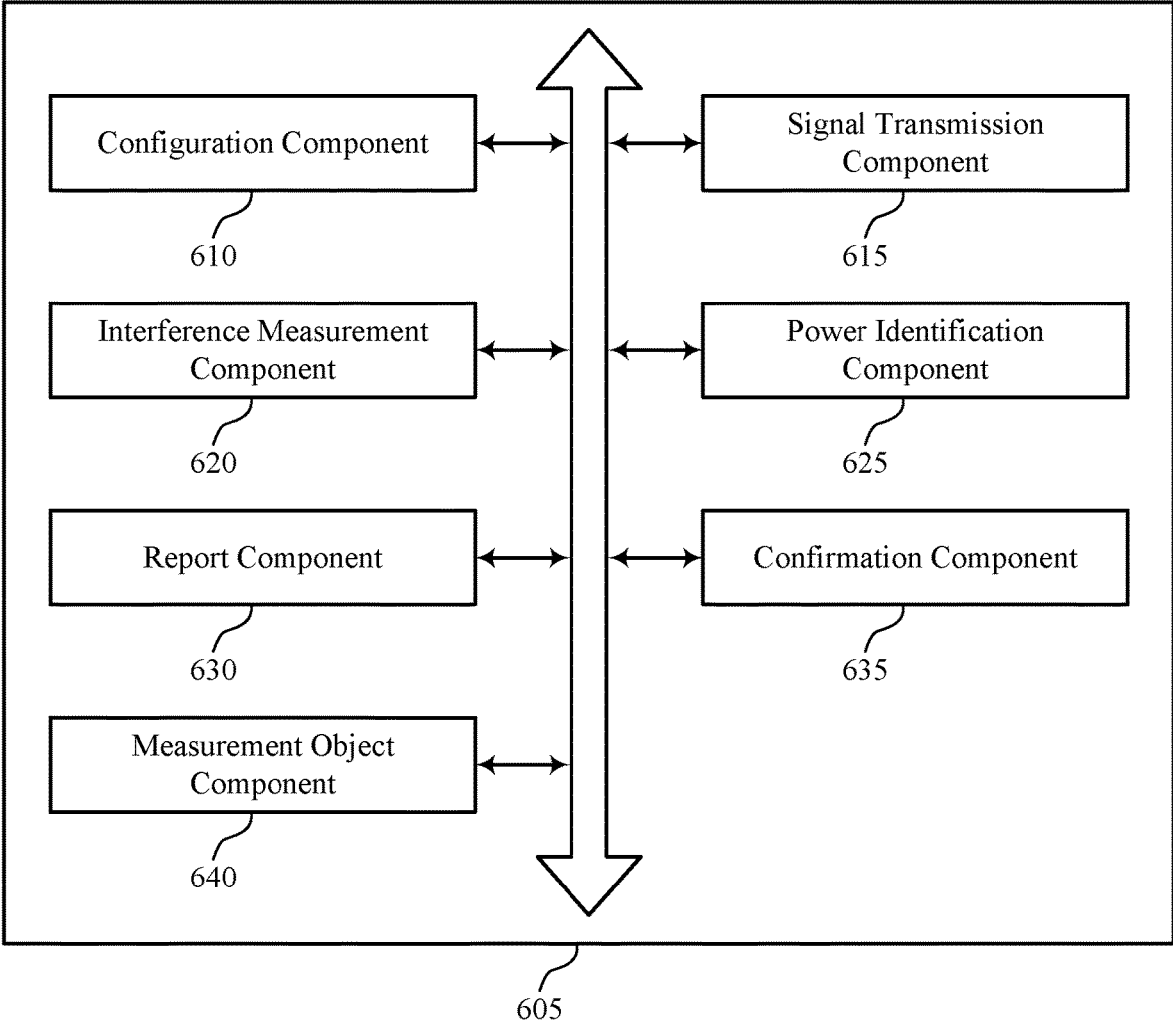 Configuration Component
610
Signal Transmission
Component
615
Interference Measurement
Component
620
Power Identification
Component
625
Report Component
630
Confirmation Component
635
Measurement Object
Component
640
605